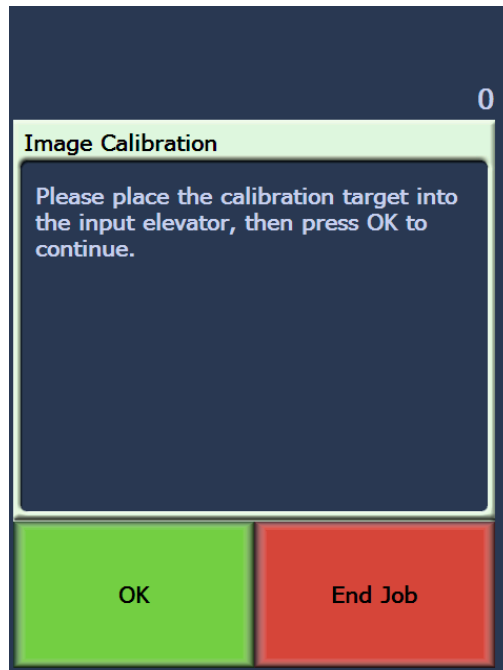 0
Image Calibration
Please place the calibration target into
the input elevator, then press OK to
continue.
OK
End Job